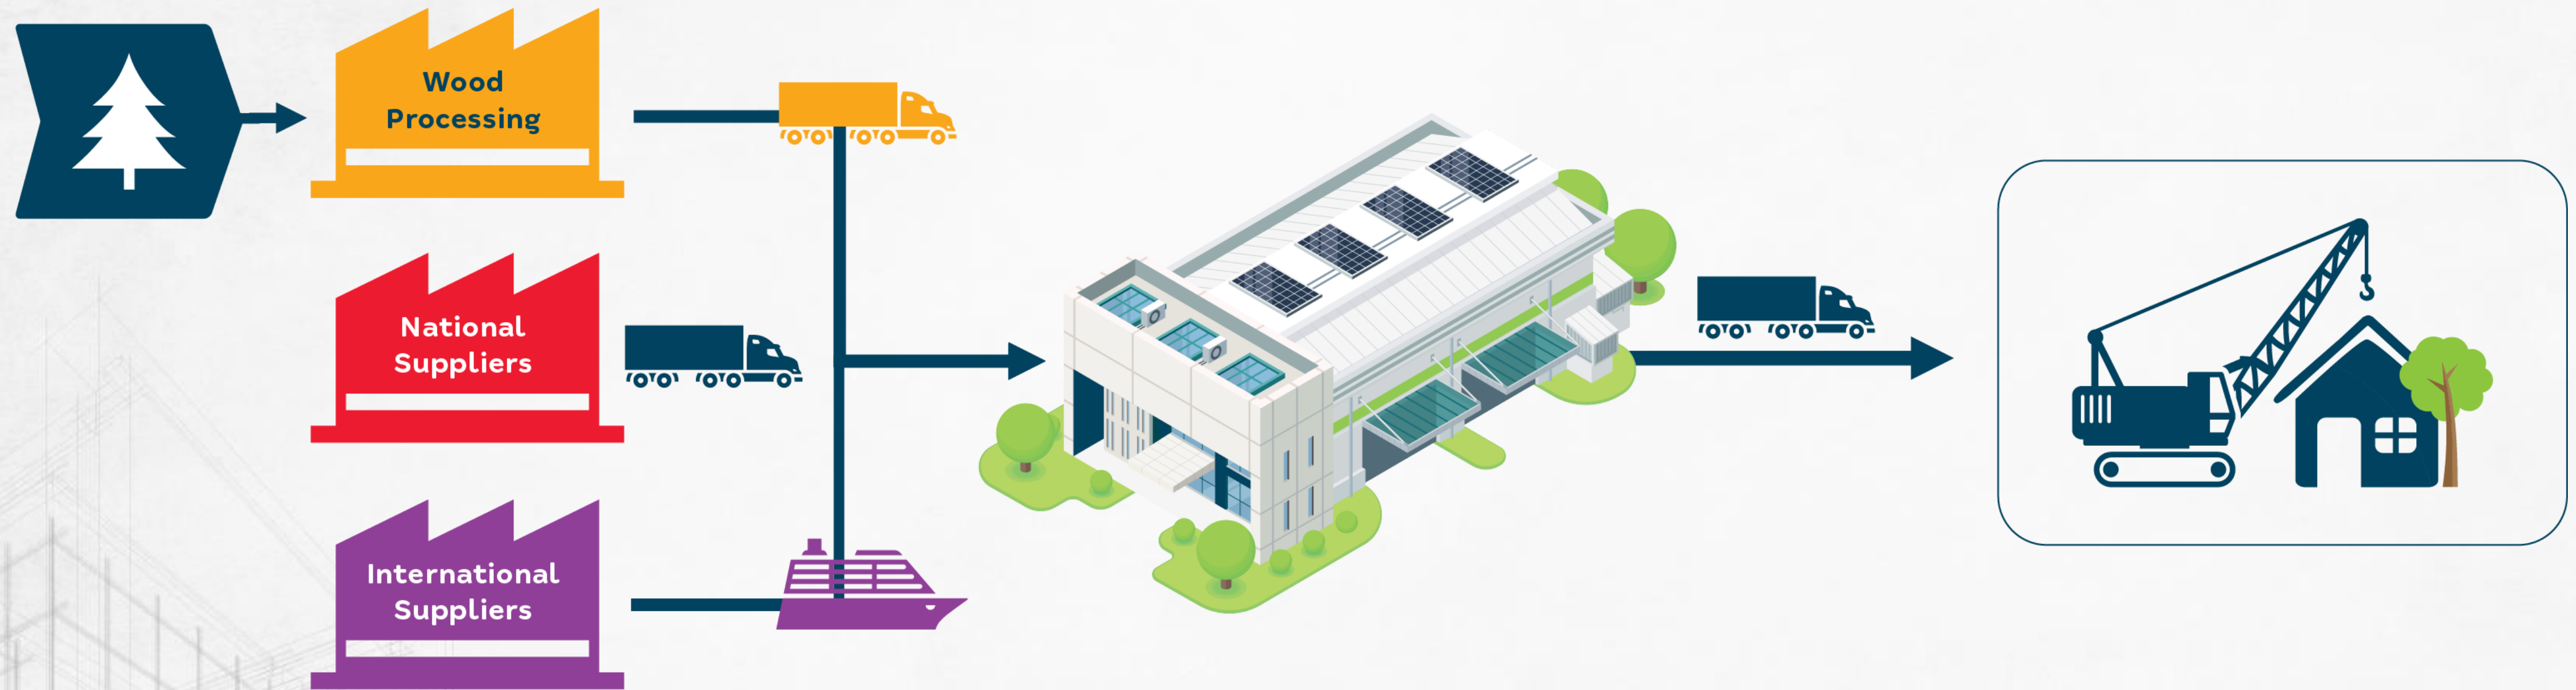 Wood
Processing
National
Suppliers
International
Suppliers